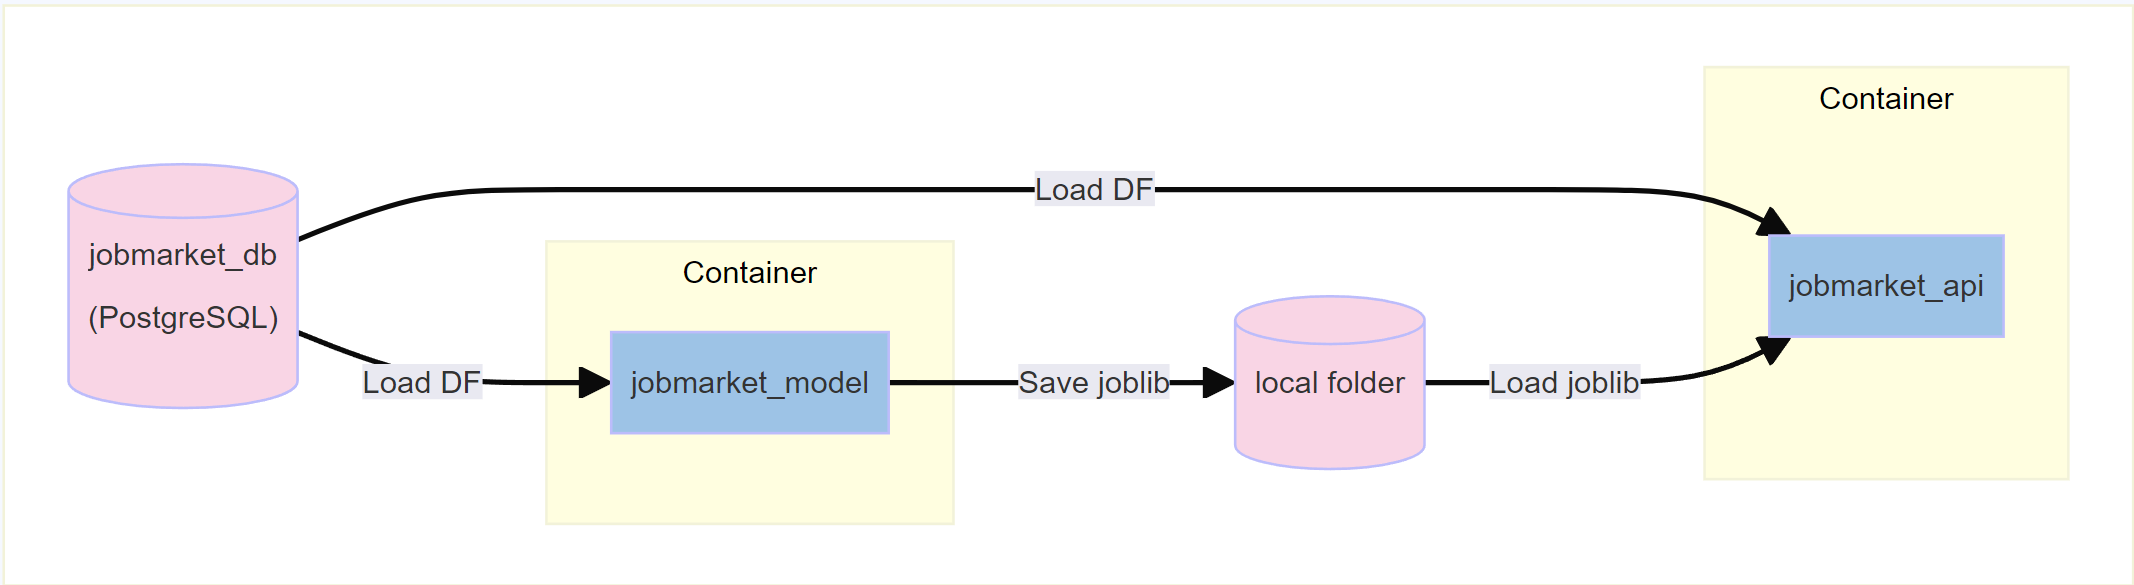 jobmarket_db
(PostgreSQL)
Load DF
Load DF
Container
jobmarket_model
Save joblib
local folder
Load joblib
Container
jobmarket_api